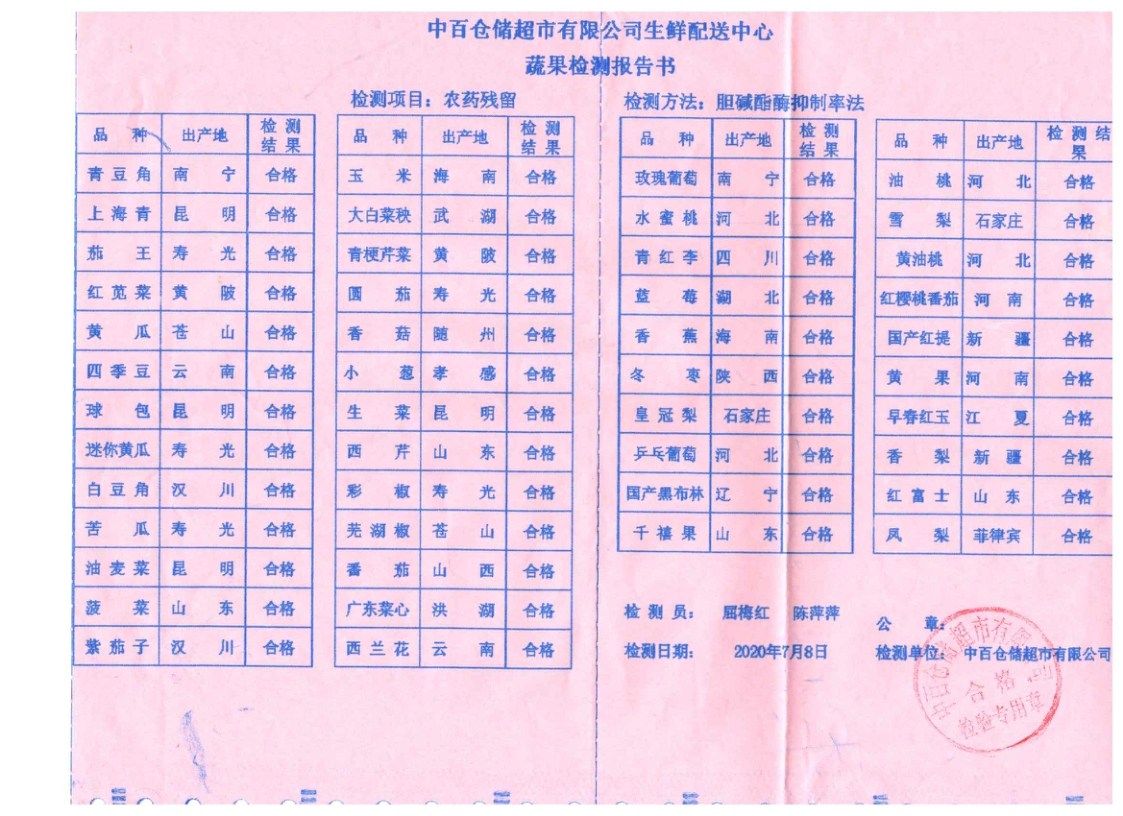 中百仓储超市有限公司生鲜配送中心
蔬果检测报告书
检测项目：农药残留
检测方法：胆碱酯酶抑制率法
品种 出产地 检测结果
青豆角 南宁 合格
上海青 昆明 合格
茄王 寿光 合格
红苋菜 黄陂 合格
黄瓜 苍山 合格
四季豆 云南 合格
球包 昆明 合格
迷你黄瓜 寿光 合格
白豆角 汉川 合格
苦瓜 寿光 合格
油麦菜 昆明 合格
菠菜 山东 合格
紫茄子 汉川 合格
品种 出产地 检测结果
玉米 海南 合格
大白菜秧 武湖 合格
青梗芹菜 黄陂 合格
圆茄 寿光 合格
香菇 随州 合格
小葱 孝感 合格
生菜 昆明 合格
西芹 山东 合格
彩椒 寿光 合格
芜湖椒 苍山 合格
番茄 山西 合格
广东菜心 洪湖 合格
西兰花 云南 合格
品种 出产地 检测结果
玫瑰葡萄 南宁 合格
水蜜桃 河北 合格
青红李 四川 合格
蓝莓 湖北 合格
香蕉 海南 合格
冬枣 陕西 合格
皇冠梨 石家庄 合格
乒乓葡萄 河北 合格
国产黑布林 辽宁 合格
千禧果 山东 合格
品种 出产地 检测结果
油桃 河北 合格
雪梨 石家庄 合格
黄油桃 河北 合格
红樱桃番茄 河南 合格
国产红提 新疆 合格
黄果 河南 合格
早春红玉 江夏 合格
香梨 新疆 合格
红富士 山东 合格
凤梨 菲律宾 合格
检测员：屈梅红 陈萍萍
检测日期：2020年7月8日
公章：
检测单位：中百仓储超市有限公司
中百仓储超市有限公司
合格
检验专用章